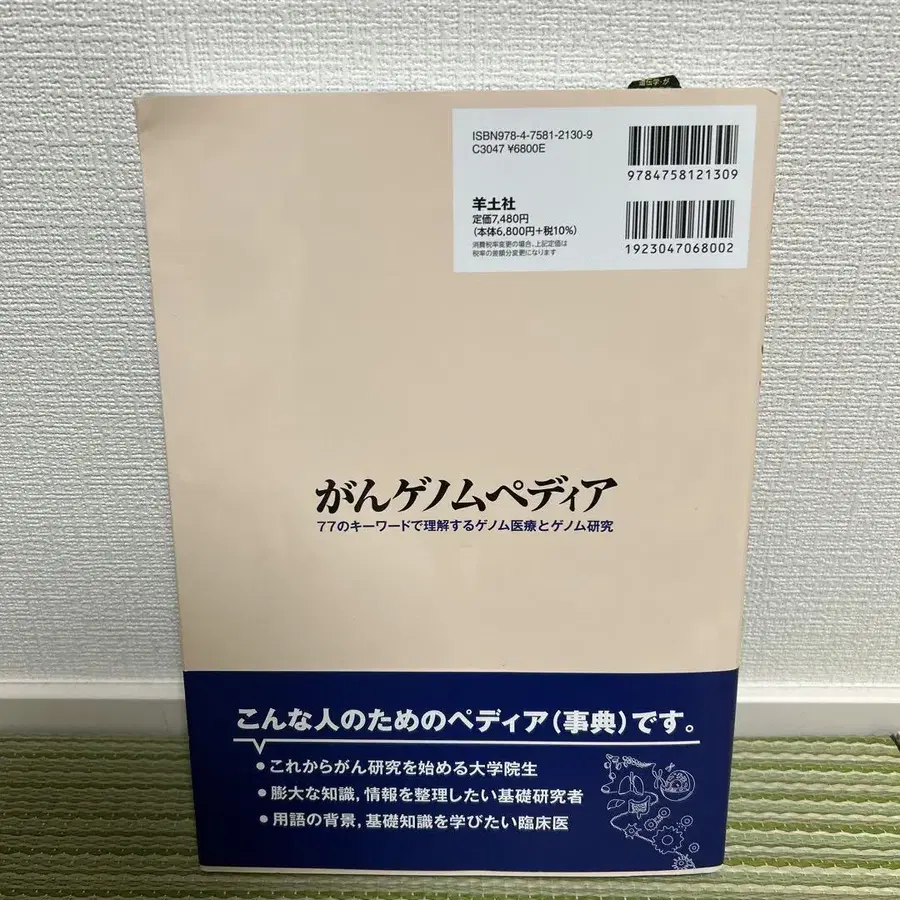 遺伝学・が
ISBN978-4-7581-2130-9
C3047 ¥6800E
9784758121309
羊土社
定価7,480円
(本体6,800円+税10%)
消費税率変更の場合、上記定価は
税率の差額分変更になります
1923047068002
がんゲノムペディア
77のキーワードで理解するゲノム医療とゲノム研究
こんな人のためのペディア(事典)です。
• これからがん研究を始める大学院生
• 膨大な知識,情報を整理したい基礎研究者
• 用語の背景,基礎知識を学びたい臨床医